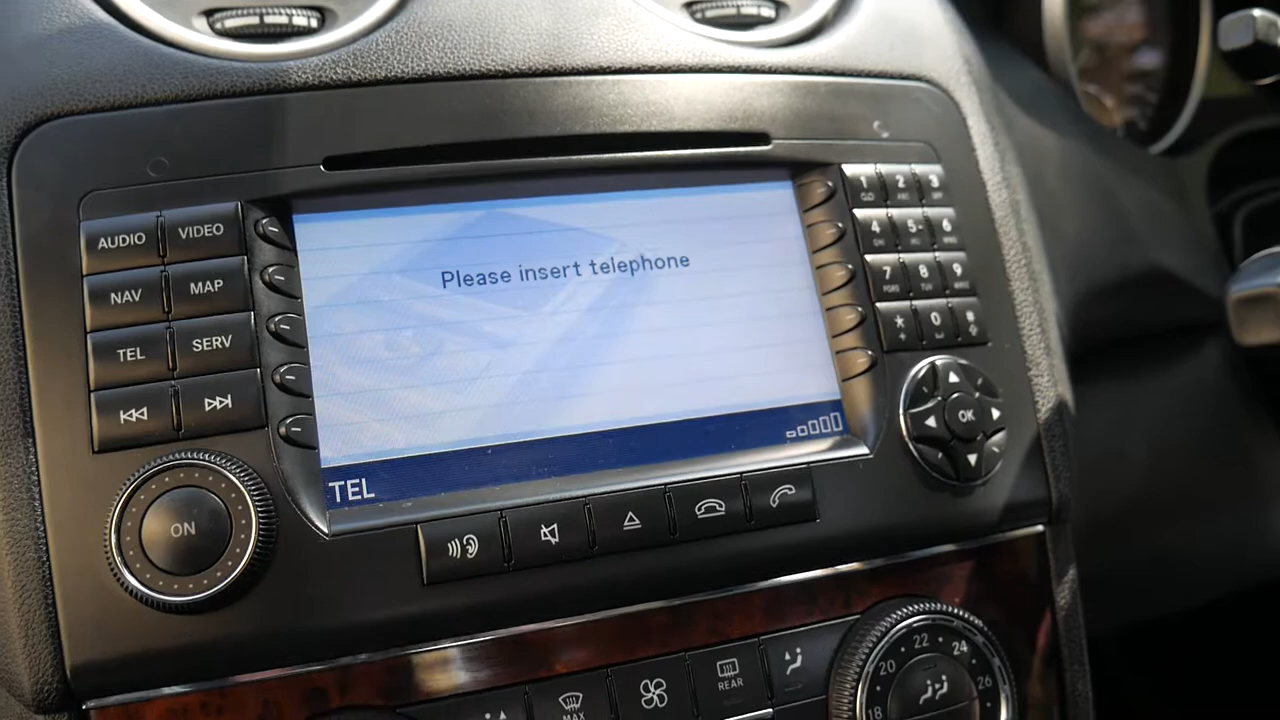 AUDIO VIDEO
NAV MAP
TEL SERV
ON
Please insert telephone
TEL
1 2 3
4 5 6
7 8 9
* 0 #
OK
MAX
REAR
18 20 22 24 26